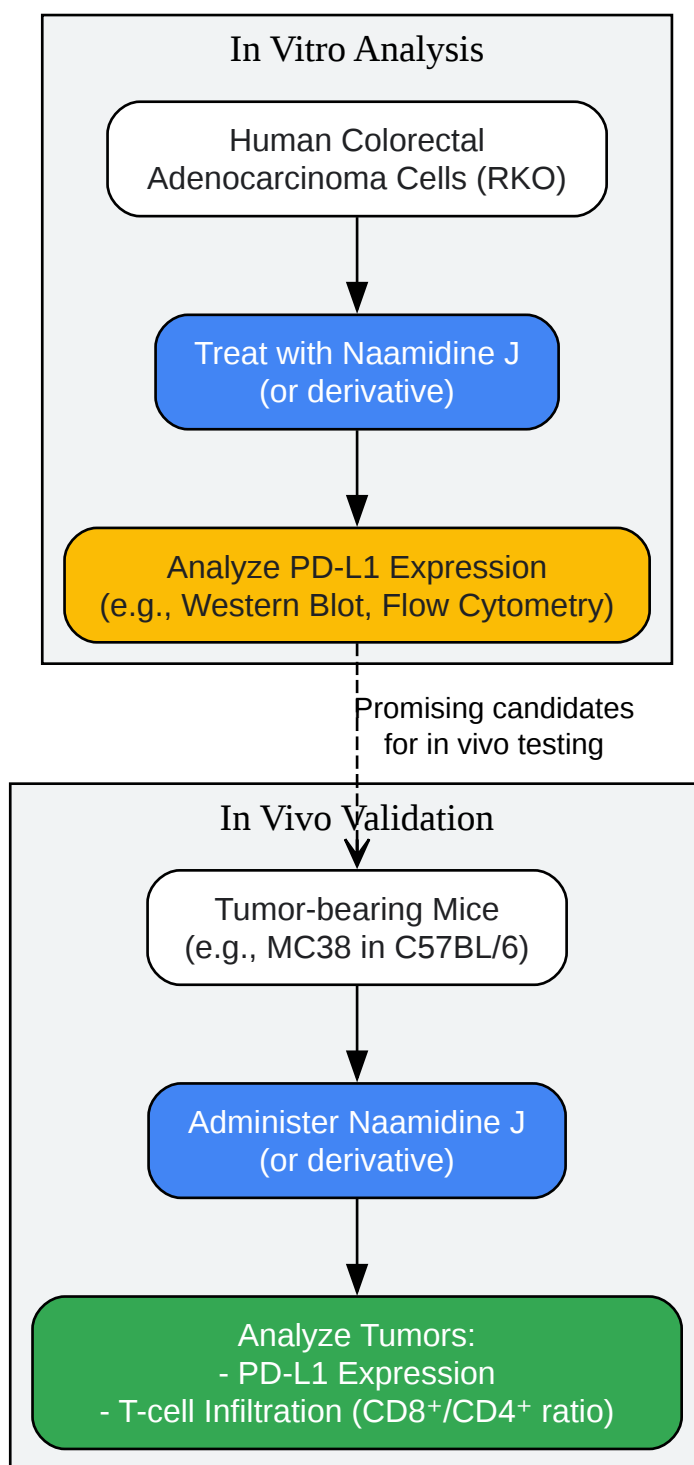 In Vitro Analysis
Human Colorectal
Adenocarcinoma Cells (RKO)
Treat with Naamidine J
(or derivative)
Analyze PD-L1 Expression
(e.g., Western Blot, Flow Cytometry)
Promising candidates
for in vivo testing
In Vivo Validation
Tumor-bearing Mice
(e.g., MC38 in C57BL/6)
Administer Naamidine J
(or derivative)
Analyze Tumors:
- PD-L1 Expression
- T-cell Infiltration (CD8⁺/CD4⁺ ratio)